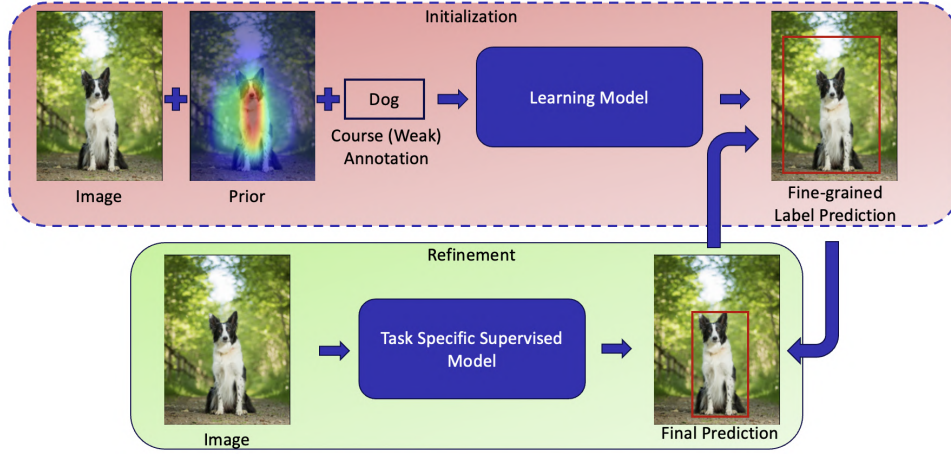 Initialization
Dog
Learning Model
Course (Weak)
Annotation
Image
Prior
Fine-grained
Label Prediction
Refinement
Task Specific Supervised
Model
Image
Final Prediction